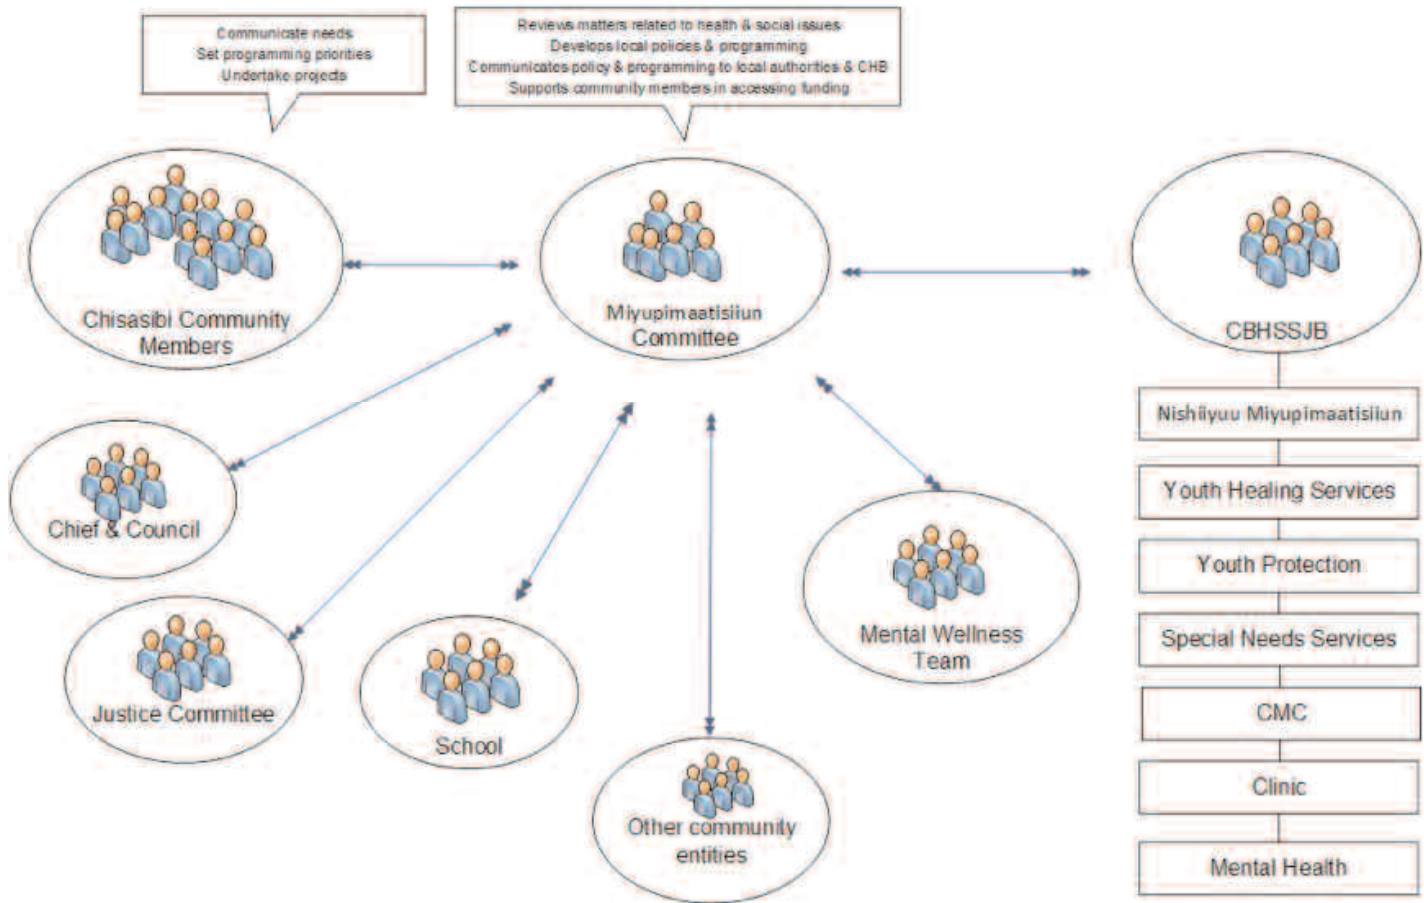 Communicate needs
Set programming priorities
Undertake projects
Reviews matters related to health & social issues
Develops local policies & programming
Communicates policy & programming to local authorities & CHB
Supports community members in accessing funding
Chisasibi Community
Members
Miyupimaatisiiun
Committee
CBHSSJB
Nishiiyuu Miyupimaatisiiun
Youth Healing Services
Youth Protection
Special Needs Services
CMC
Clinic
Mental Health
Chief & Council
Justice Committee
School
Other community
entities
Mental Wellness
Team